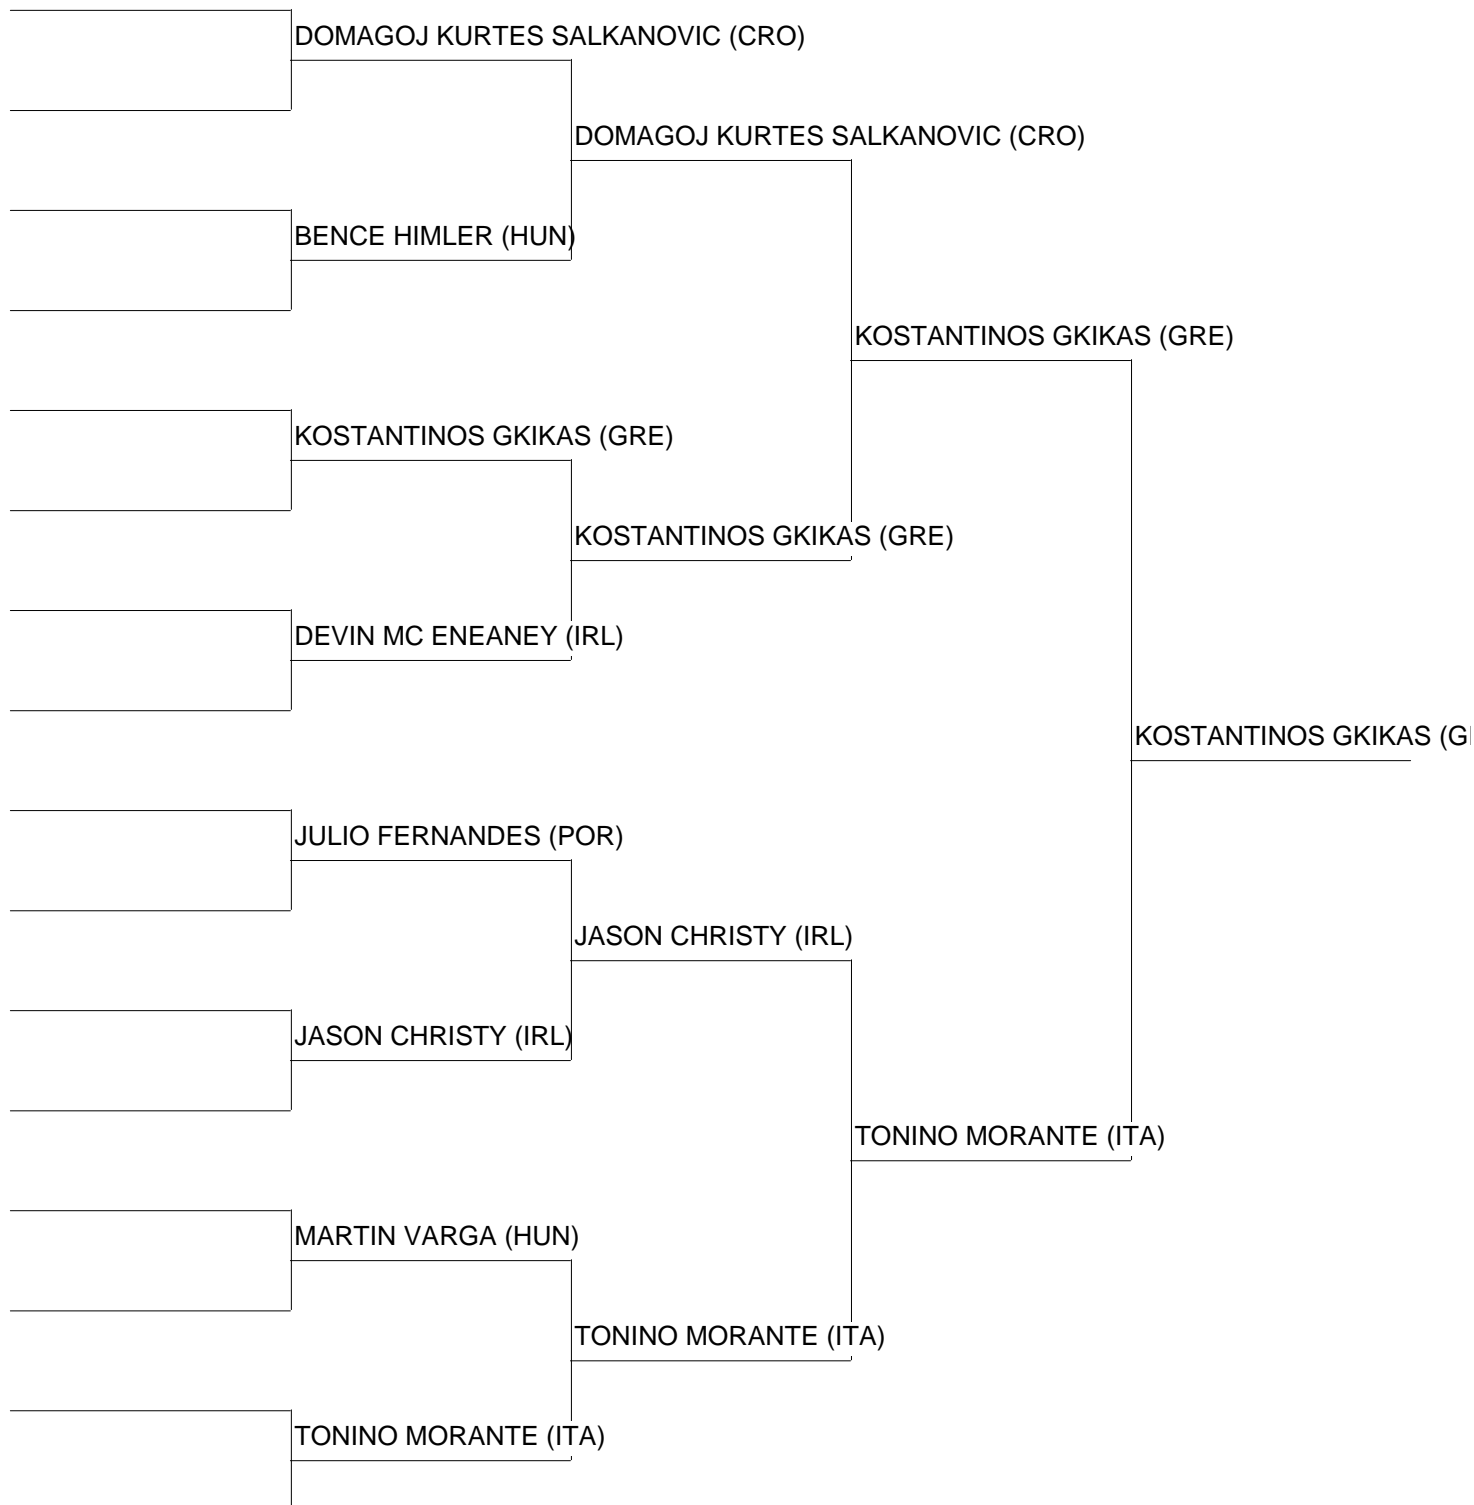 DOMAGOJ KURTES SALKANOVIC (CRO)
DOMAGOJ KURTES SALKANOVIC (CRO)
BENCE HIMLER (HUN)
KOSTANTINOS GKIKAS (GRE)
KOSTANTINOS GKIKAS (GRE)
KOSTANTINOS GKIKAS (GRE)
DEVIN MC ENEANEY (IRL)
KOSTANTINOS GKIKAS
JULIO FERNANDES (POR)
JASON CHRISTY (IRL)
JASON CHRISTY (IRL)
TONINO MORANTE (ITA)
MARTIN VARGA (HUN)
TONINO MORANTE (ITA)
TONINO MORANTE (ITA)